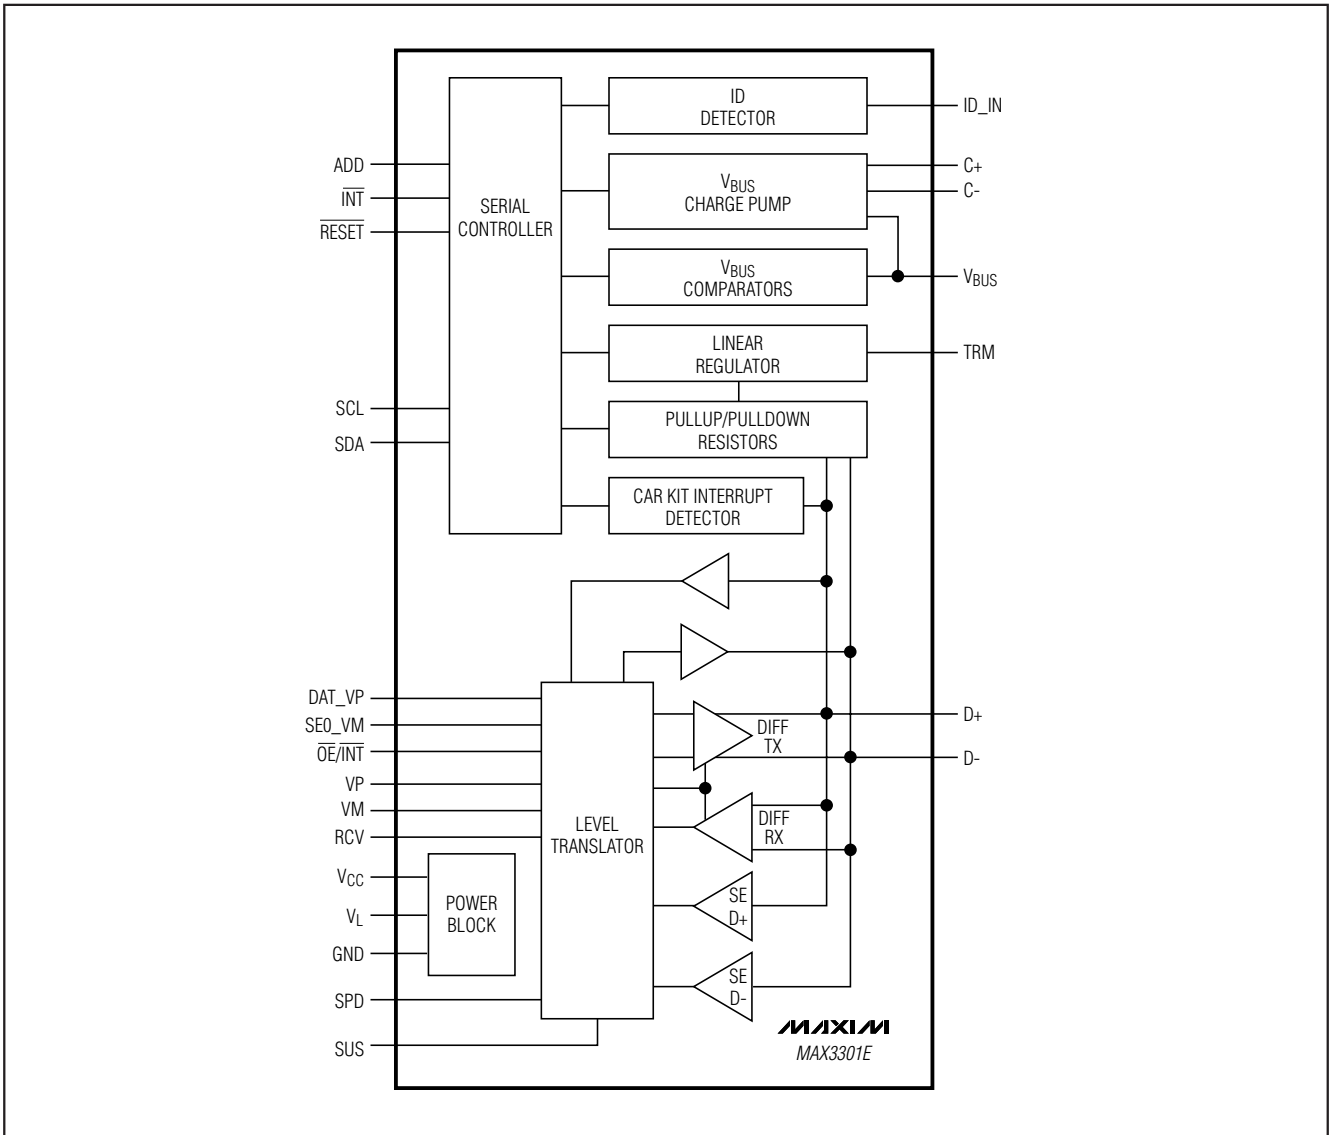 ID
DETECTOR
ID_IN
ADD
INT
RESET
SERIAL
CONTROLLER
VBUS
CHARGE PUMP
C+
C-
VBUS
COMPARATORS
VBUS
LINEAR
REGULATOR
TRM
SCL
SDA
PULLUP/PULLDOWN
RESISTORS
CAR KIT INTERRUPT
DETECTOR
DAT_VP
SE0_VM
OE/INT
VP
VM
RCV
VCC
VL
GND
SPD
SUS
POWER
BLOCK
LEVEL
TRANSLATOR
DIFF
TX
D+
D-
DIFF
RX
SE
D+
SE
D-
MAXIM
MAX3301E